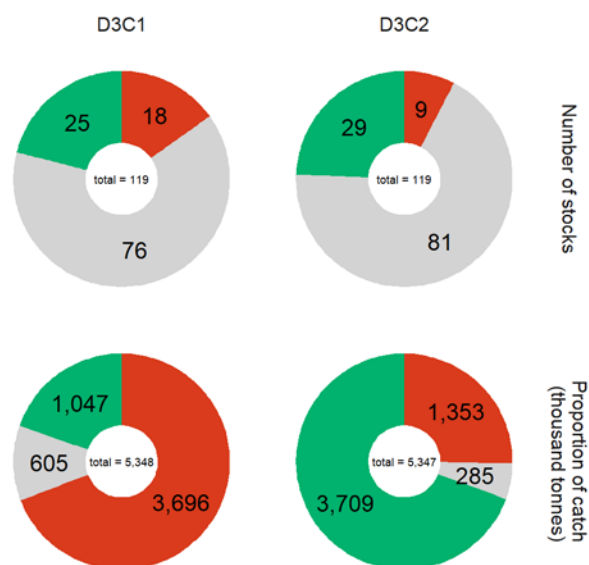 D3C1
D3C2
25
18
total = 119
76
29
9
total = 119
81
Number of stocks
1,047
605
total = 5,348
3,696
1,353
285
total = 5,347
3,709
Proportion of catch
(thousand tonnes)